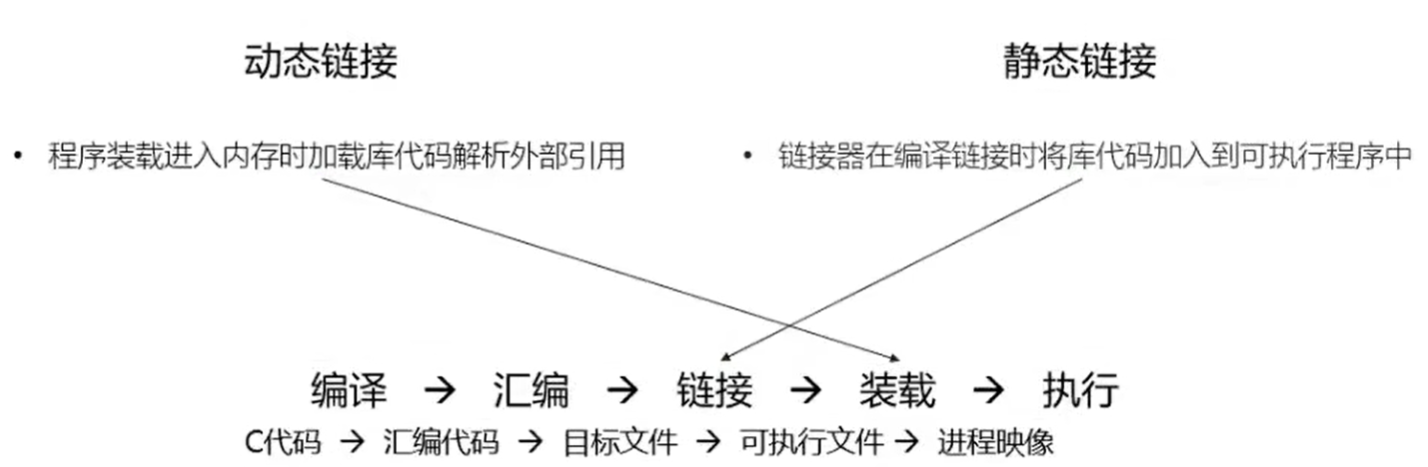 动态链接
静态链接
• 程序装载进入内存时加载库代码解析外部引用
• 链接器在编译链接时将库代码加入到可执行程序中
编译 → 汇编 → 链接 → 装载 → 执行
C代码 → 汇编代码 → 目标文件 → 可执行文件 → 进程映像